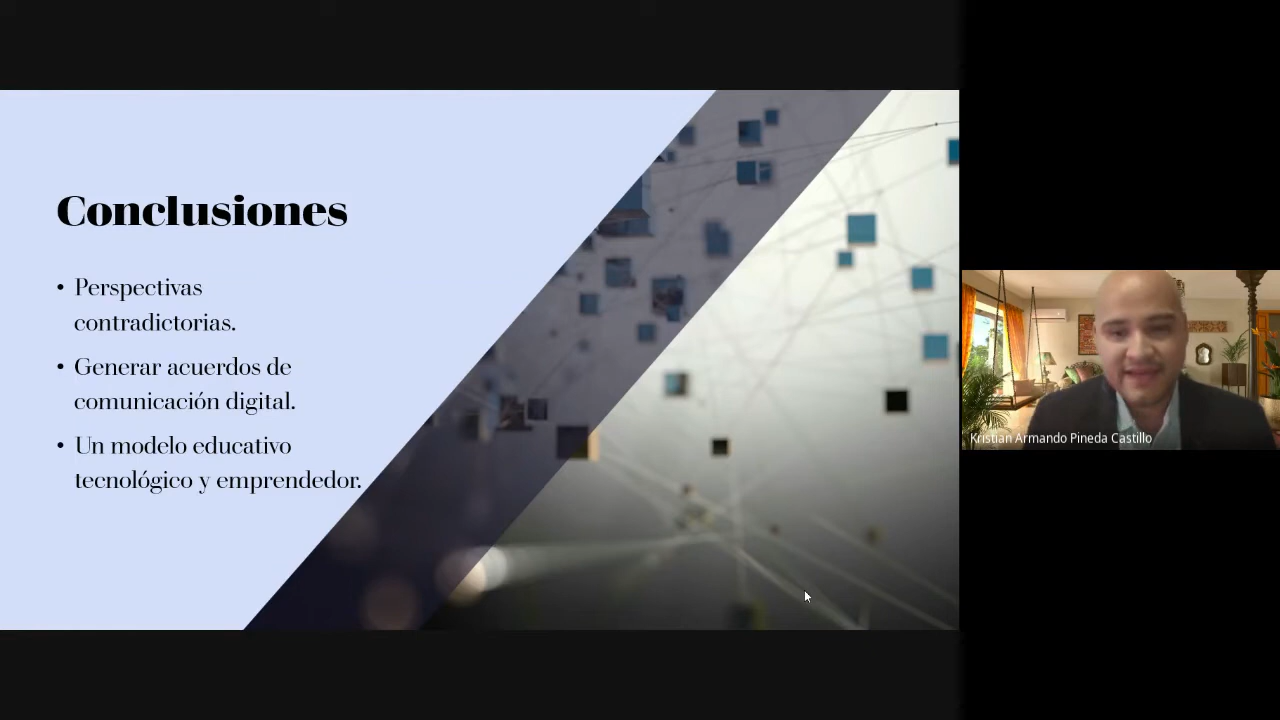 Conclusiones
• Perspectivas
contradictorias.
• Generar acuerdos de
comunicación digital.
• Un modelo educativo
tecnológico y emprendedor.
Kristian Armando Pineda Castillo